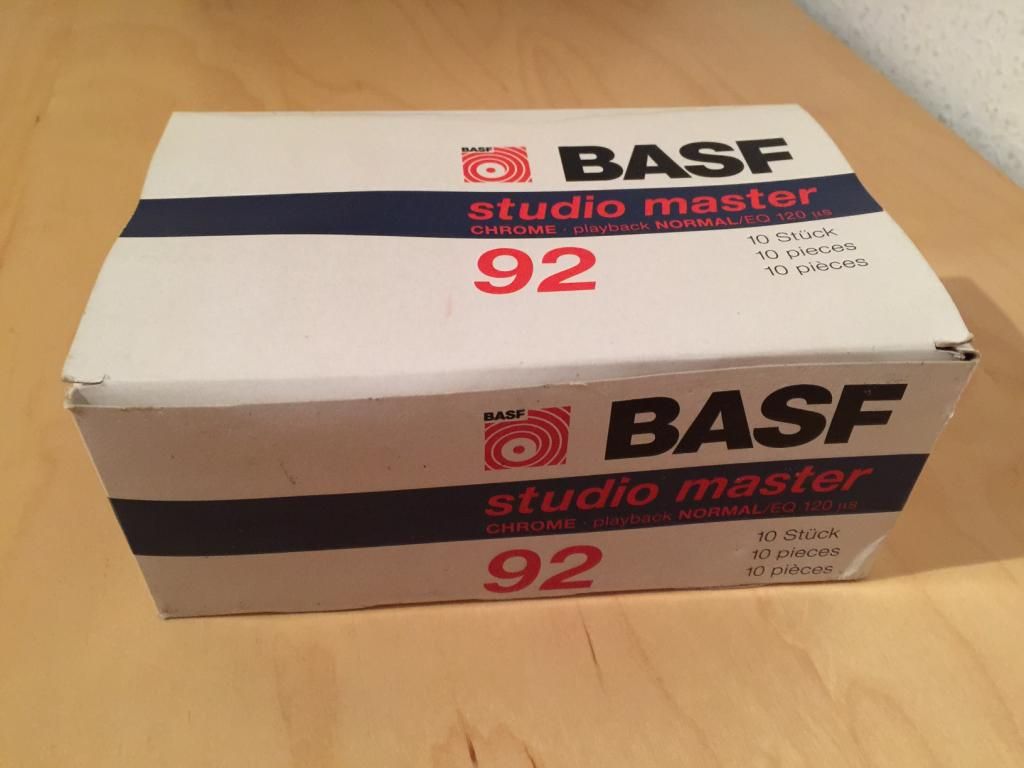 BASF
BASF
studio master
CHROME · playback NORMAL/EQ 120 µs
92
10 Stück
10 pieces
10 pièces
BASF
BASF
studio master
CHROME · playback NORMAL/EQ 120 µs
92
10 Stück
10 pieces
10 pièces